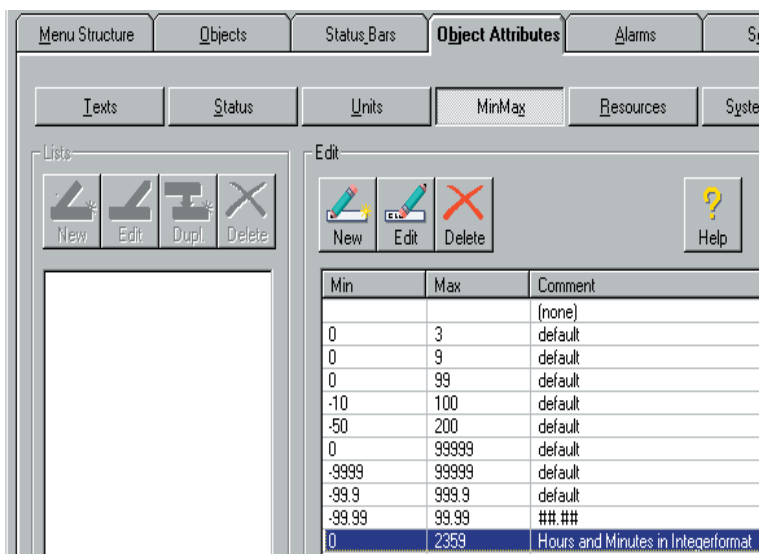 Menu Structure Objects Status_Bars Object Attributes Alarms
Texts Status Units MinMax Resources Syste
Lists Edit
New Edit Dupl. Delete New Edit Delete Help
Min Max Comment
(none)
0 3 default
0 9 default
0 99 default
-10 100 default
-50 200 default
0 99999 default
-9999 99999 default
-99.9 999.9 default
-99.99 99.99 ##.##
0 2359 Hours and Minutes in Integerformat